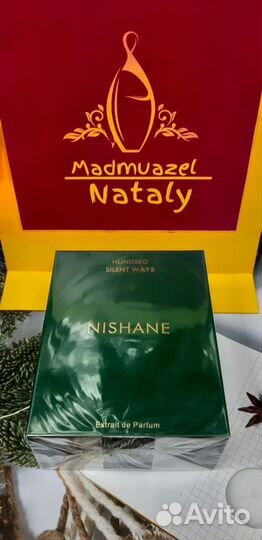 Madmuazel
Nataly
HUNDRED
SILENT WAYS
NISHANE
Extrait de Parfum
Avito